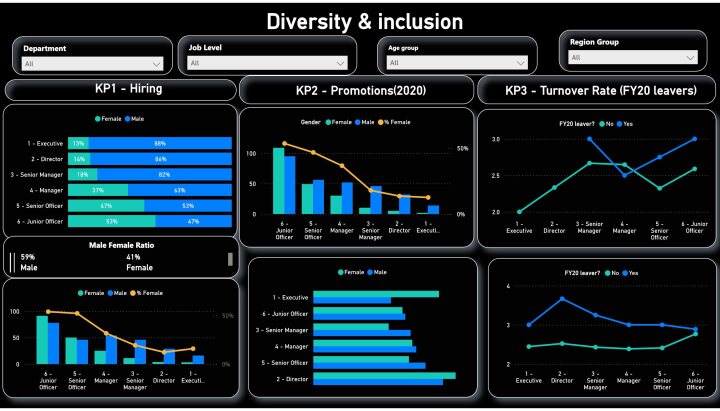 Diversity & inclusion
Department
All
Job Level
All
Age group
All
Region Group
All
KP1 - Hiring
Female Male
1 - Executive 13% 88%
2 - Director 14% 86%
3 - Senior Manager 18% 82%
4 - Manager 37% 63%
5 - Senior Officer 47% 53%
6 - Junior Officer 53% 47%
Male Female Ratio
59% 41%
Male Female
Female Male % Female
100
50
0
50%
0%
6 - Junior Officer
5 - Senior Officer
4 - Manager
3 - Senior Manager
2 - Director
1 - Executi...
KP2 - Promotions(2020)
Gender Female Male % Female
100
50
0
50%
0%
6 - Junior Officer
5 - Senior Officer
4 - Manager
3 - Senior Manager
2 - Director
1 - Executi...
Female Male
1 - Executive
6 - Junior Officer
3 - Senior Manager
4 - Manager
5 - Senior Officer
2 - Director
KP3 - Turnover Rate (FY20 leavers)
FY20 leaver? No Yes
3.0
2.5
2.0
1 - Executive
2 - Director
3 - Senior Manager
4 - Manager
5 - Senior Officer
6 - Junior Officer
FY20 leaver? No Yes
4
3
2
1 - Executive
2 - Director
3 - Senior Manager
4 - Manager
5 - Senior Officer
6 - Junior Officer